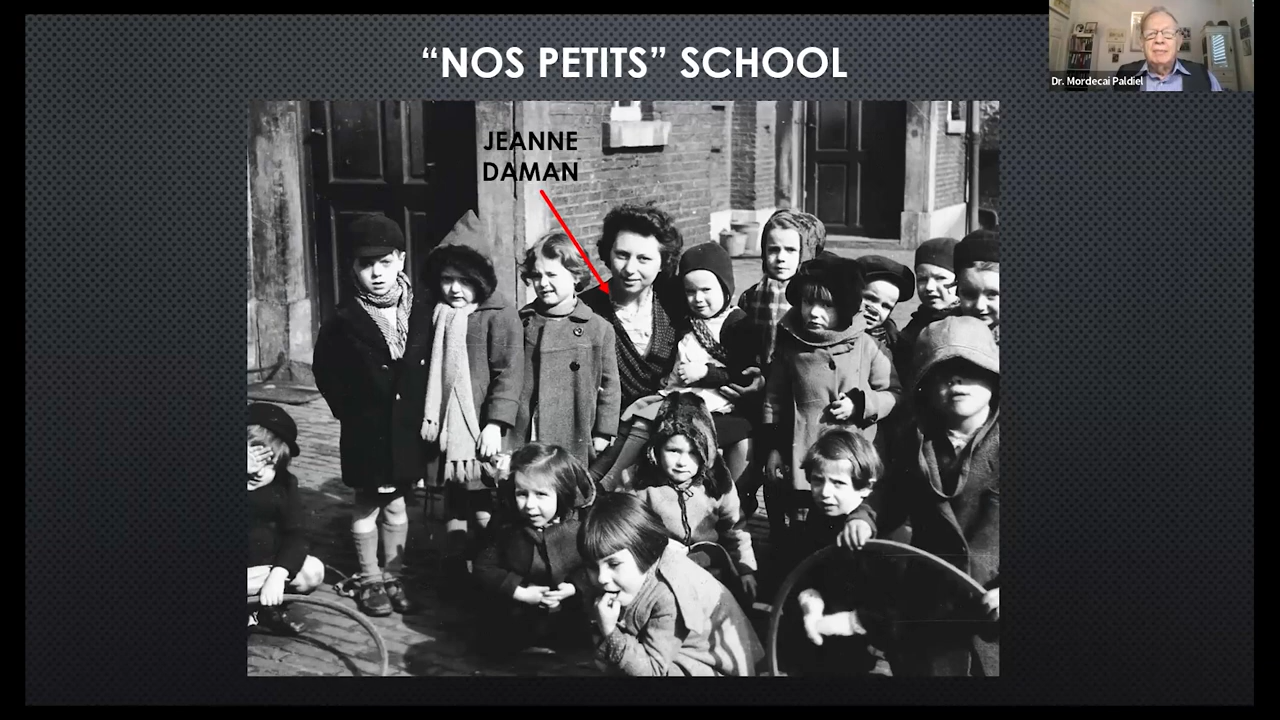 “NOS PETITS” SCHOOL
Dr. Mordecai Paldiel
JEANNE
DAMAN